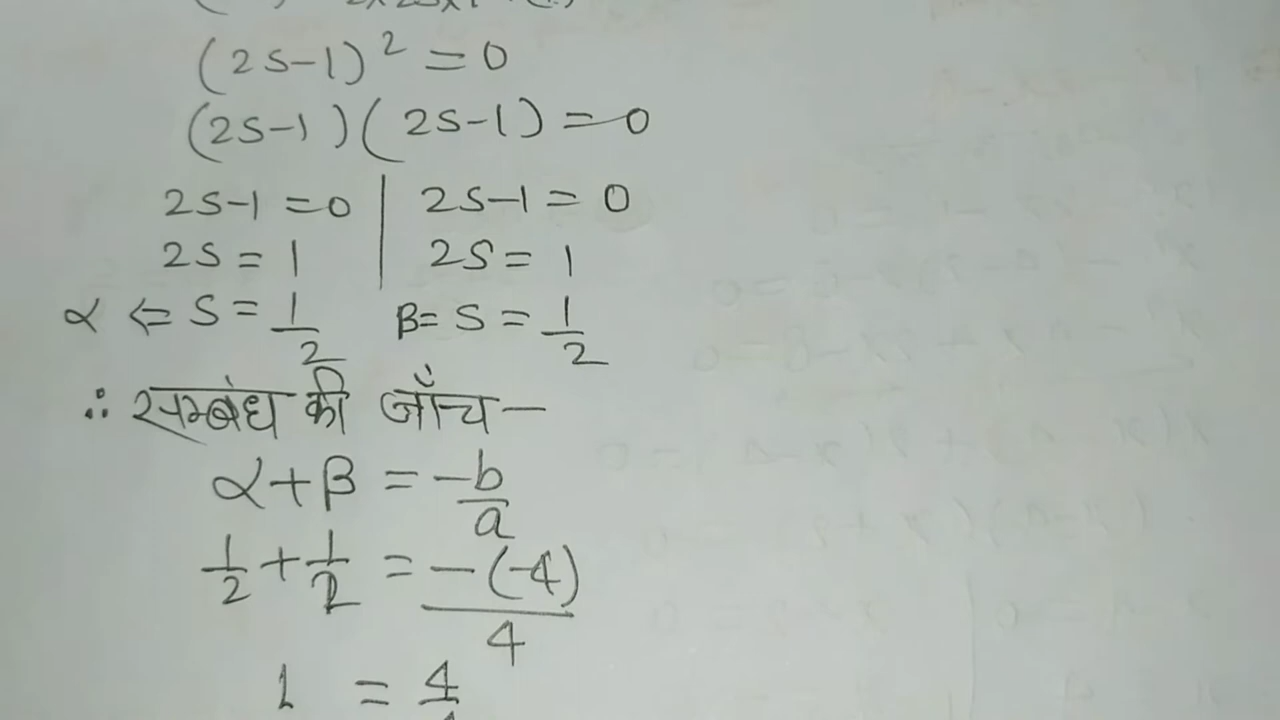 (2S-1)² = 0
(2S-1)(2S-1) = 0
2S-1 = 0 | 2S-1 = 0
2S = 1 | 2S = 1
α ⇐ S = 1/2 β = S = 1/2
∴ सम्बंध की जाँच –
α+β = -b/a
1/2 + 1/2 = -(-4)/4
1 = 4/